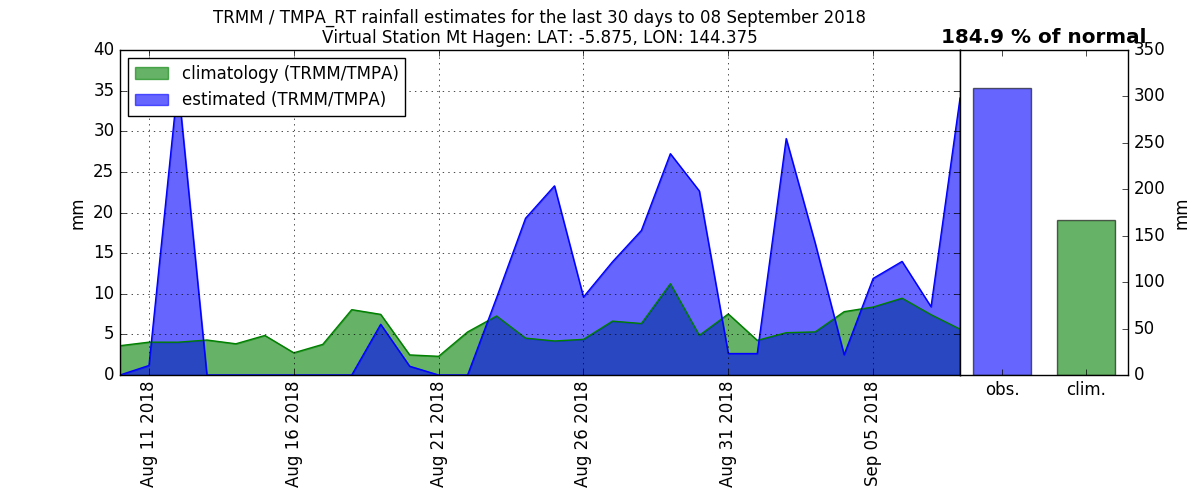 TRMM / TMPA_RT rainfall estimates for the last 30 days to 08 September 2018
Virtual Station Mt Hagen: LAT: -5.875, LON: 144.375
184.9 % of normal
climatology (TRMM/TMPA)
estimated (TRMM/TMPA)
40
35
30
25
20
15
10
5
0
mm
Aug 11 2018
Aug 16 2018
Aug 21 2018
Aug 26 2018
Aug 31 2018
Sep 05 2018
obs.
clim.
350
300
250
200
150
100
50
0
mm